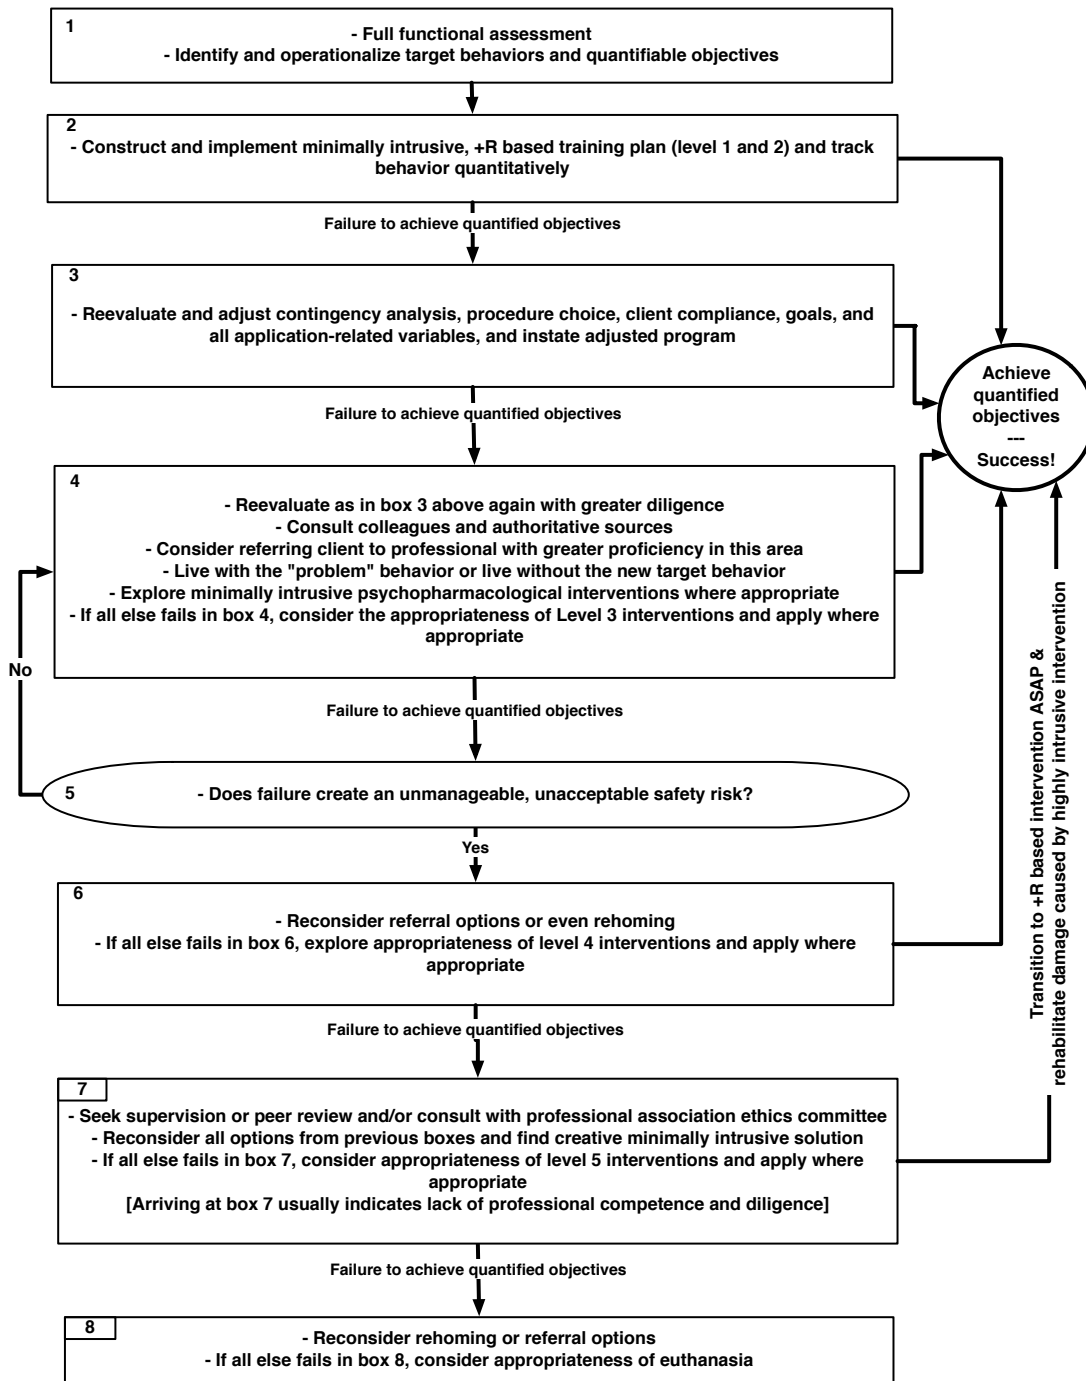 1
- Full functional assessment
- Identify and operationalize target behaviors and quantifiable objectives
2
- Construct and implement minimally intrusive, +R based training plan (level 1 and 2) and track
behavior quantitatively
Failure to achieve quantified objectives
3
- Reevaluate and adjust contingency analysis, procedure choice, client compliance, goals, and
all application-related variables, and instate adjusted program
Achieve
quantified
objectives
---
Success!
Failure to achieve quantified objectives
4
- Reevaluate as in box 3 above again with greater diligence
- Consult colleagues and authoritative sources
- Consider referring client to professional with greater proficiency in this area
- Live with the "problem" behavior or live without the new target behavior
- Explore minimally intrusive psychopharmacological interventions where appropriate
- If all else fails in box 4, consider the appropriateness of Level 3 interventions and apply where
appropriate
No
Failure to achieve quantified objectives
5
- Does failure create an unmanageable, unacceptable safety risk?
Yes
6
- Reconsider referral options or even rehoming
- If all else fails in box 6, explore appropriateness of level 4 interventions and apply where
appropriate
Transition to +R based intervention ASAP &
rehabilitate damage caused by highly intrusive intervention
Failure to achieve quantified objectives
7
- Seek supervision or peer review and/or consult with professional association ethics committee
- Reconsider all options from previous boxes and find creative minimally intrusive solution
- If all else fails in box 7, consider appropriateness of level 5 interventions and apply where
appropriate
[Arriving at box 7 usually indicates lack of professional competence and diligence]
Failure to achieve quantified objectives
8
- Reconsider rehoming or referral options
- If all else fails in box 8, consider appropriateness of euthanasia